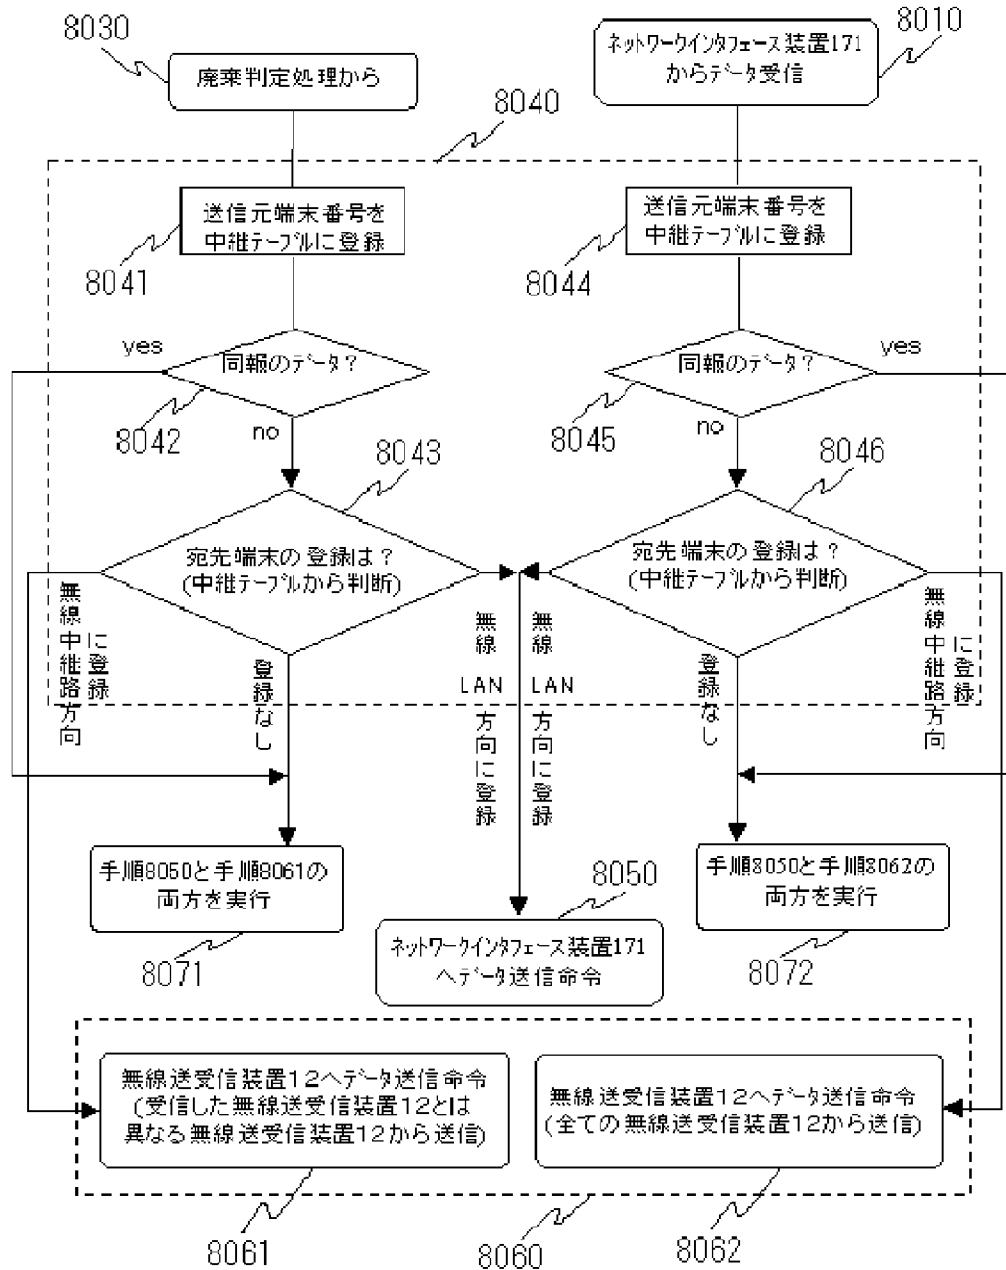 8030
廃棄判定処理から
ネットワークインタフェース装置171
からデータ受信
8010
8040
送信元端末番号を
中継テーブルに登録
8041
送信元端末番号を
中継テーブルに登録
8044
yes
同報のデータ？
8042
no
同報のデータ？
yes
8045
no
8043
宛先端末の登録は？
(中継テーブルから判断)
8046
宛先端末の登録は？
(中継テーブルから判断)
無線中継路方向
に登録
登録なし
無線LAN方向に登録
無線LAN方向に登録
登録なし
無線中継路方向
に登録
手順8050と手順8061の
両方を実行
8071
8050
ネットワークインタフェース装置171
へデータ送信命令
手順8050と手順8062の
両方を実行
8072
無線送受信装置12へデータ送信命令
(受信した無線送受信装置12とは
異なる無線送受信装置12から送信)
8061
無線送受信装置12へデータ送信命令
(全ての無線送受信装置12から送信)
8062
8060